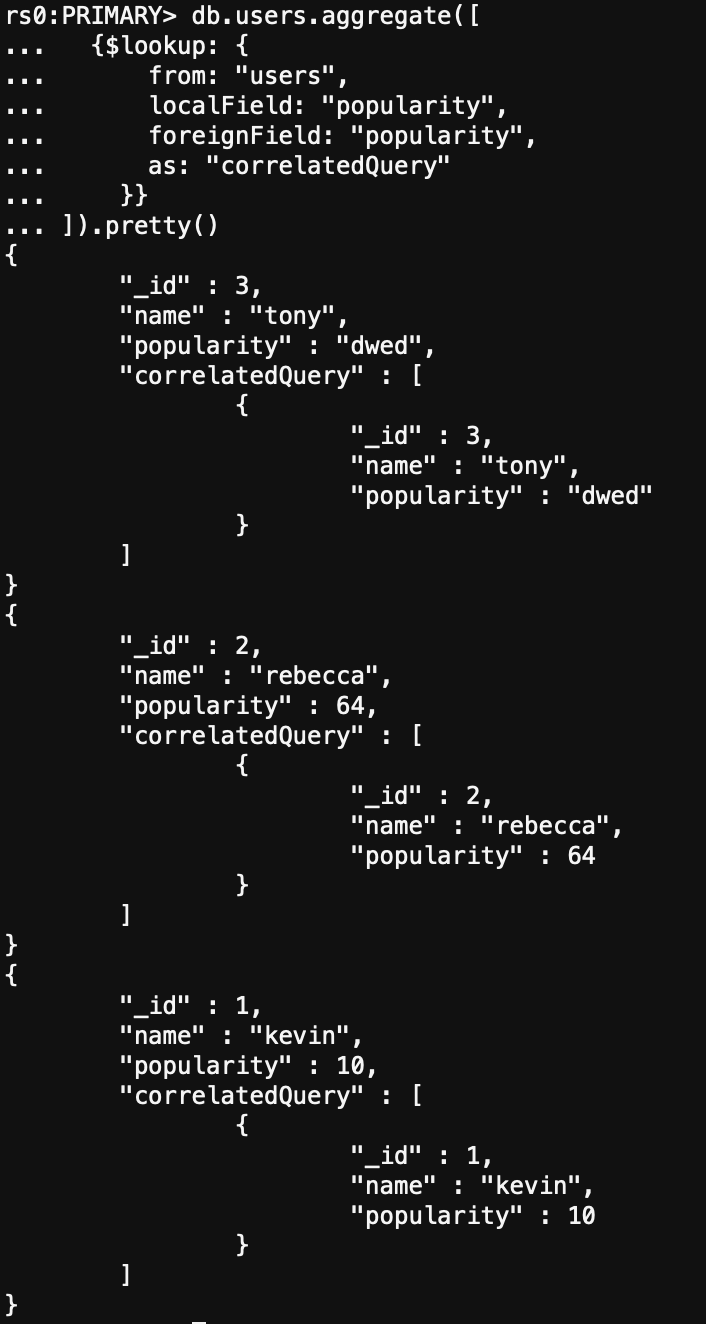 rs0:PRIMARY> db.users.aggregate([
...   {$lookup: {
...       from: "users",
...       localField: "popularity",
...       foreignField: "popularity",
...       as: "correlatedQuery"
...     }}
... ]).pretty()
{
        "_id" : 3,
        "name" : "tony",
        "popularity" : "dwed",
        "correlatedQuery" : [
                {
                        "_id" : 3,
                        "name" : "tony",
                        "popularity" : "dwed"
                }
        ]
}
{
        "_id" : 2,
        "name" : "rebecca",
        "popularity" : 64,
        "correlatedQuery" : [
                {
                        "_id" : 2,
                        "name" : "rebecca",
                        "popularity" : 64
                }
        ]
}
{
        "_id" : 1,
        "name" : "kevin",
        "popularity" : 10,
        "correlatedQuery" : [
                {
                        "_id" : 1,
                        "name" : "kevin",
                        "popularity" : 10
                }
        ]
}